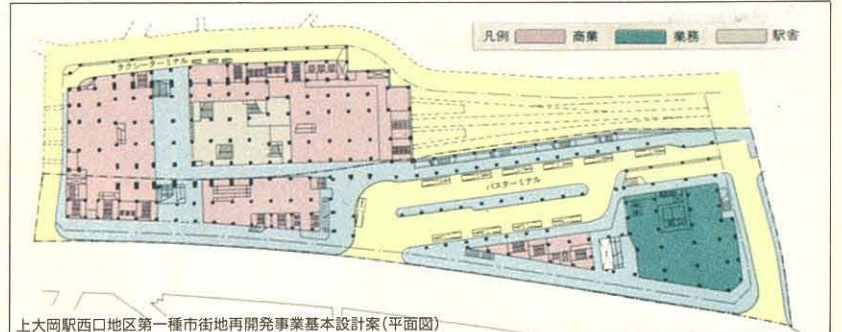 凡例 商業 業務 駅舎
タクシーターミナル
バスターミナル
上大岡駅西口地区第一種市街地再開発事業基本設計案(平面図)